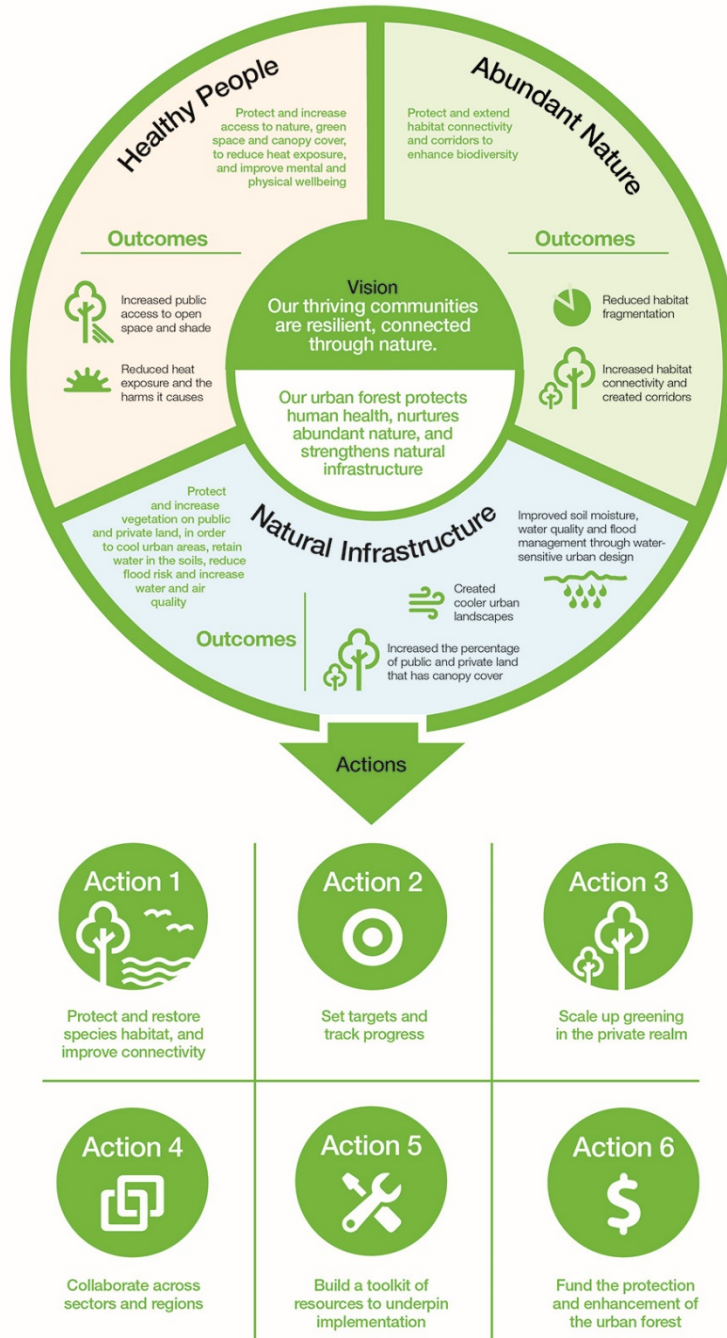 Healthy People
Protect and increase
access to nature, green
space and canopy cover,
to reduce heat exposure,
and improve mental and
physical wellbeing
Outcomes
Increased public
access to open
space and shade
Reduced heat
exposure and the
harms it causes
Abundant Nature
Protect and extend
habitat connectivity
and corridors to
enhance biodiversity
Outcomes
Reduced habitat
fragmentation
Increased habitat
connectivity and
created corridors
Vision
Our thriving communities
are resilient, connected
through nature.
Our urban forest protects
human health, nurtures
abundant nature, and
strengthens natural
infrastructure
Natural Infrastructure
Protect
and increase
vegetation on public
and private land, in order
to cool urban areas, retain
water in the soils, reduce
flood risk and increase
water and air
quality
Outcomes
Improved soil moisture,
water quality and flood
management through water-
sensitive urban design
Created
cooler urban
landscapes
Increased the percentage
of public and private land
that has canopy cover
Actions
Action 1
Protect and restore
species habitat, and
improve connectivity
Action 2
Set targets and
track progress
Action 3
Scale up greening
in the private realm
Action 4
Collaborate across
sectors and regions
Action 5
Build a toolkit of
resources to underpin
implementation
Action 6
$
Fund the protection
and enhancement of
the urban forest